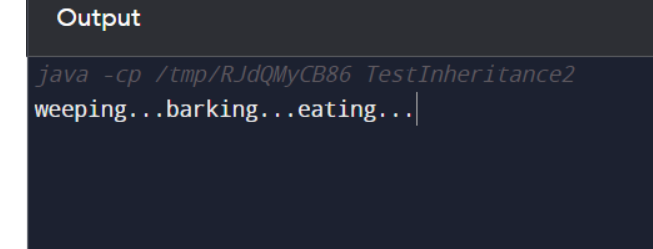 Output
java -cp /tmp/RJdQMyCB86 TestInheritance2
weeping...barking...eating...